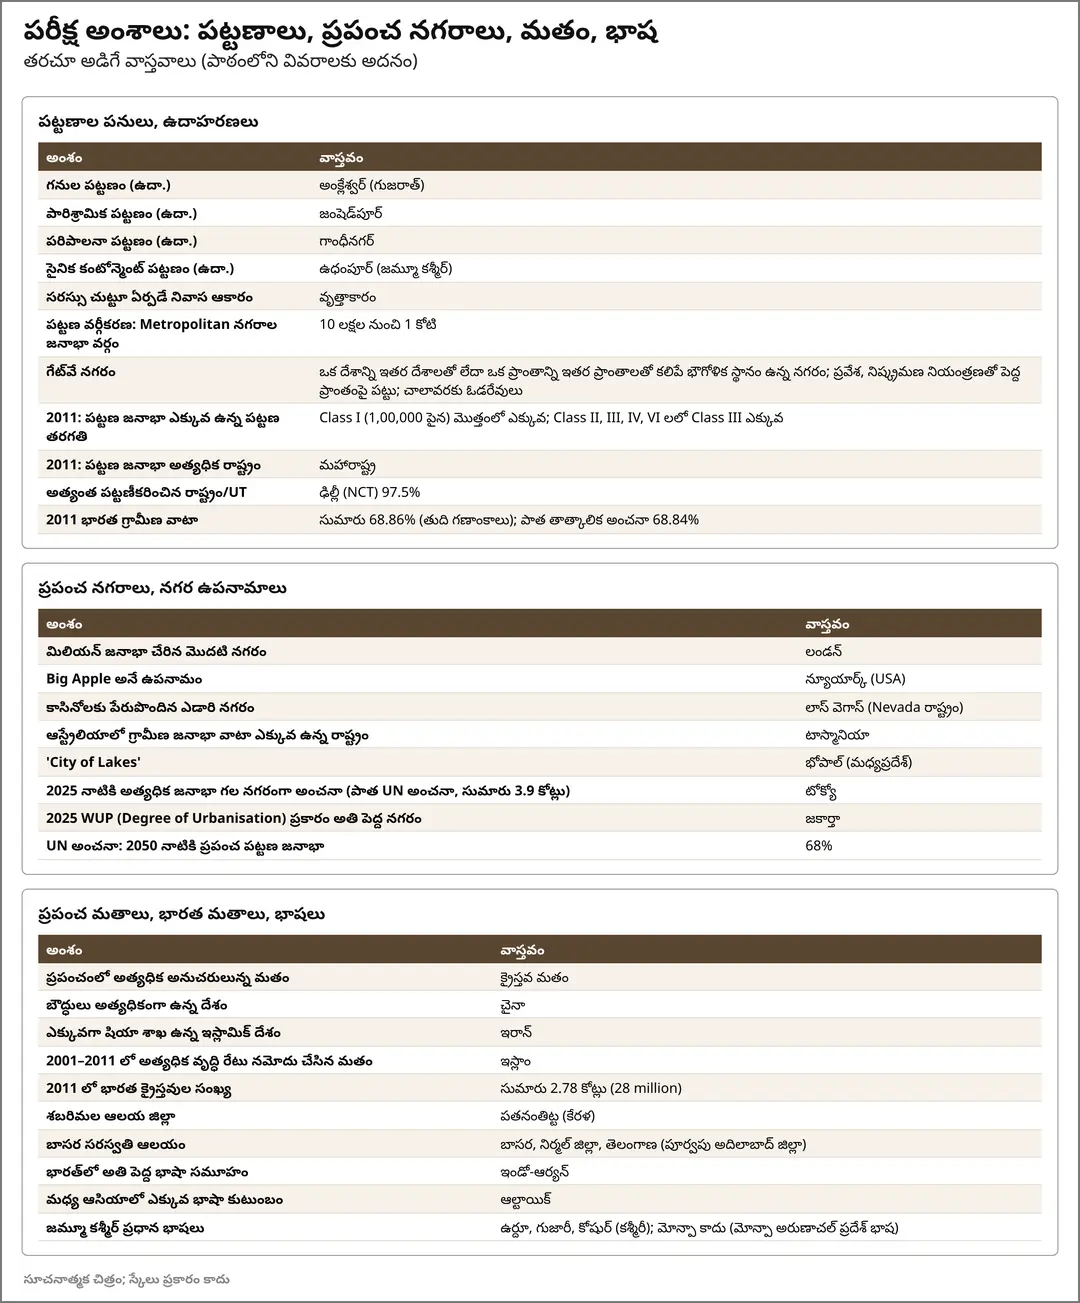 పరీక్ష అంశాలు: పట్టణాలు, ప్రపంచ నగరాలు, మతం, భాష
తరచూ అడిగే వాస్తవాలు (పాఠంలోని వివరాలకు అదనం)
పట్టణాల పనులు, ఉదాహరణలు
అంశం వాస్తవం
గనుల పట్టణం (ఉదా.) అంక్లేశ్వర్ (గుజరాత్)
పారిశ్రామిక పట్టణం (ఉదా.) జంషెడ్‌పూర్
పరిపాలనా పట్టణం (ఉదా.) గాంధీనగర్
సైనిక కంటోన్మెంట్ పట్టణం (ఉదా.) ఉధంపూర్ (జమ్మూ కశ్మీర్)
సరస్సు చుట్టూ ఏర్పడే నివాస ఆకారం వృత్తాకారం
పట్టణ వర్గీకరణ: Metropolitan నగరాల 10 లక్షల నుంచి 1 కోటి
జనాభా వర్గం
గేట్‌వే నగరం ఒక దేశాన్ని ఇతర దేశాలతో లేదా ఒక ప్రాంతాన్ని ఇతర ప్రాంతాలతో కలిపే భౌగోళిక స్థానం ఉన్న నగరం; ప్రవేశ, నిష్క్రమణ నియంత్రణతో పెద్ద
ప్రాంతంపై పట్టు; చాలావరకు ఓడరేవులు
2011: పట్టణ జనాభా ఎక్కువ ఉన్న పట్టణ Class I (1,00,000 పైన) మొత్తంలో ఎక్కువ; Class II, III, IV, VI లలో Class III ఎక్కువ
తరగతి
2011: పట్టణ జనాభా అత్యధిక రాష్ట్రం మహారాష్ట్ర
అత్యంత పట్టణీకరించిన రాష్ట్రం/UT ఢిల్లీ (NCT) 97.5%
2011 భారత గ్రామీణ వాటా సుమారు 68.86% (తుది గణాంకాలు); పాత తాత్కాలిక అంచనా 68.84%
ప్రపంచ నగరాలు, నగర ఉపనామాలు
అంశం వాస్తవం
మిలియన్ జనాభా చేరిన మొదటి నగరం లండన్
Big Apple అనే ఉపనామం న్యూయార్క్ (USA)
కాసినోలకు పేరుపొందిన ఎడారి నగరం లాస్ వెగాస్ (Nevada రాష్ట్రం)
ఆస్ట్రేలియాలో గ్రామీణ జనాభా వాటా ఎక్కువ ఉన్న రాష్ట్రం టాస్మానియా
'City of Lakes' భోపాల్ (మధ్యప్రదేశ్)
2025 నాటికి అత్యధిక జనాభా గల నగరంగా అంచనా (పాత UN అంచనా, సుమారు 3.9 కోట్లు) టోక్యో
2025 WUP (Degree of Urbanisation) ప్రకారం అతి పెద్ద నగరం జకార్తా
UN అంచనా: 2050 నాటికి ప్రపంచ పట్టణ జనాభా 68%
ప్రపంచ మతాలు, భారత మతాలు, భాషలు
అంశం వాస్తవం
ప్రపంచంలో అత్యధిక అనుచరులున్న మతం క్రైస్తవ మతం
బౌద్ధులు అత్యధికంగా ఉన్న దేశం చైనా
ఎక్కువగా షియా శాఖ ఉన్న ఇస్లామిక్ దేశం ఇరాన్
2001–2011 లో అత్యధిక వృద్ధి రేటు నమోదు చేసిన మతం ఇస్లాం
2011 లో భారత క్రైస్తవుల సంఖ్య సుమారు 2.78 కోట్లు (28 million)
శబరిమల ఆలయ జిల్లా పతనంతిట్ట (కేరళ)
బాసర సరస్వతి ఆలయం బాసర, నిర్మల్ జిల్లా, తెలంగాణ (పూర్వపు అదిలాబాద్ జిల్లా)
భారత్‌లో అతి పెద్ద భాషా సమూహం ఇండో-ఆర్యన్
మధ్య ఆసియాలో ఎక్కువ భాషా కుటుంబం ఆల్టాయిక్
జమ్మూ కశ్మీర్ ప్రధాన భాషలు ఉర్దూ, గుజారీ, కోషుర్ (కశ్మీరీ); మోన్పా కాదు (మోన్పా అరుణాచల్ ప్రదేశ్ భాష)
సూచనాత్మక చిత్రం; స్కేలు ప్రకారం కాదు